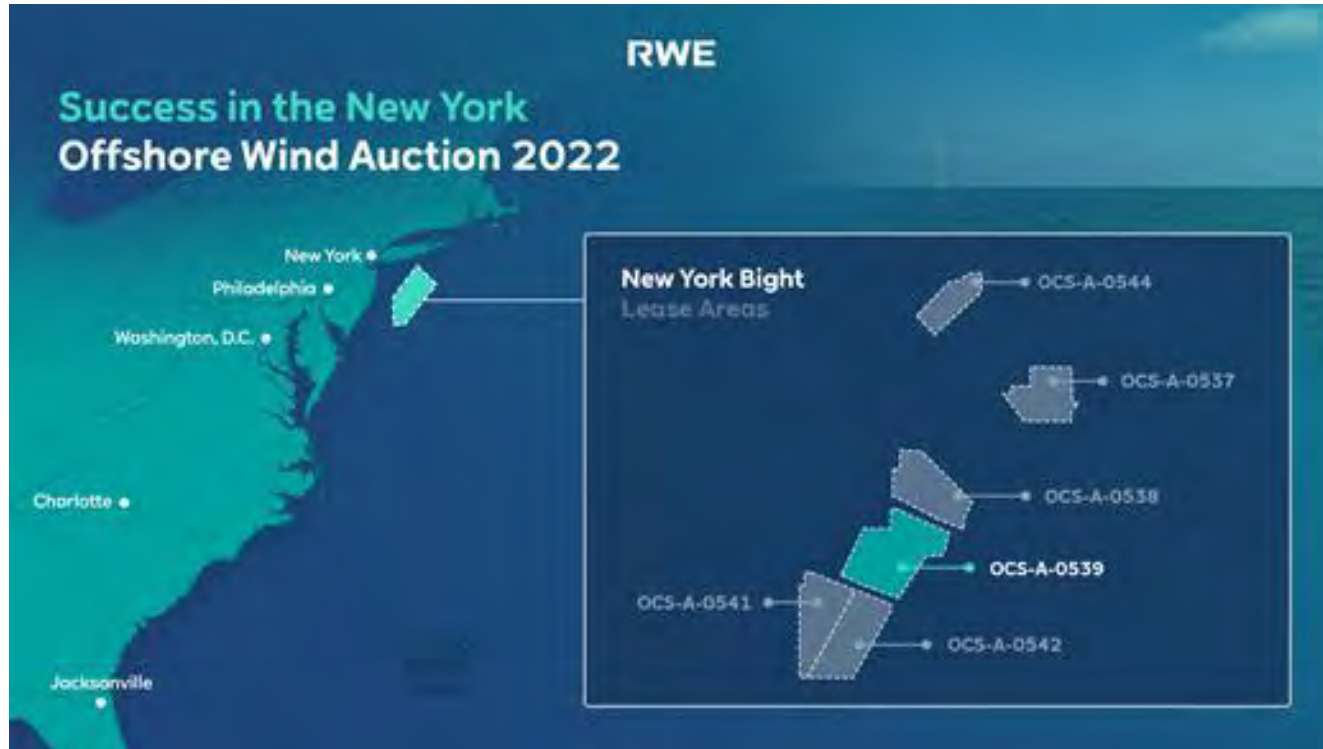 RWE
Success in the New York
Offshore Wind Auction 2022
New York
Philadelphia
Washington, D.C.
Charlotte
Jacksonville
New York Bight
Lease Areas
OCS-A-0544
OCS-A-0537
OCS-A-0538
OCS-A-0539
OCS-A-0541
OCS-A-0542